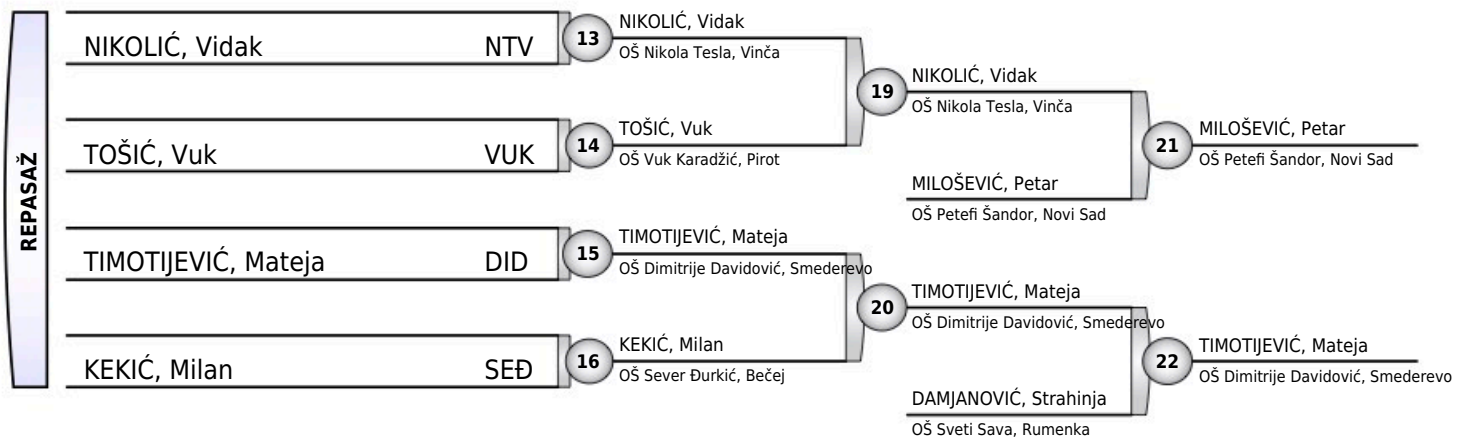 REPASAŽ
NIKOLIĆ, Vidak NTV
TOŠIĆ, Vuk VUK
TIMOTIJEVIĆ, Mateja DID
KEKIĆ, Milan SEĐ
13
NIKOLIĆ, Vidak
OŠ Nikola Tesla, Vinča
14
TOŠIĆ, Vuk
OŠ Vuk Karadžić, Pirot
15
TIMOTIJEVIĆ, Mateja
OŠ Dimitrije Davidović, Smederevo
16
KEKIĆ, Milan
OŠ Sever Đurkić, Bečej
19
NIKOLIĆ, Vidak
OŠ Nikola Tesla, Vinča
MILOŠEVIĆ, Petar
OŠ Petefi Šandor, Novi Sad
20
TIMOTIJEVIĆ, Mateja
OŠ Dimitrije Davidović, Smederevo
DAMJANOVIĆ, Strahinja
OŠ Sveti Sava, Rumenka
21
MILOŠEVIĆ, Petar
OŠ Petefi Šandor, Novi Sad
22
TIMOTIJEVIĆ, Mateja
OŠ Dimitrije Davidović, Smederevo